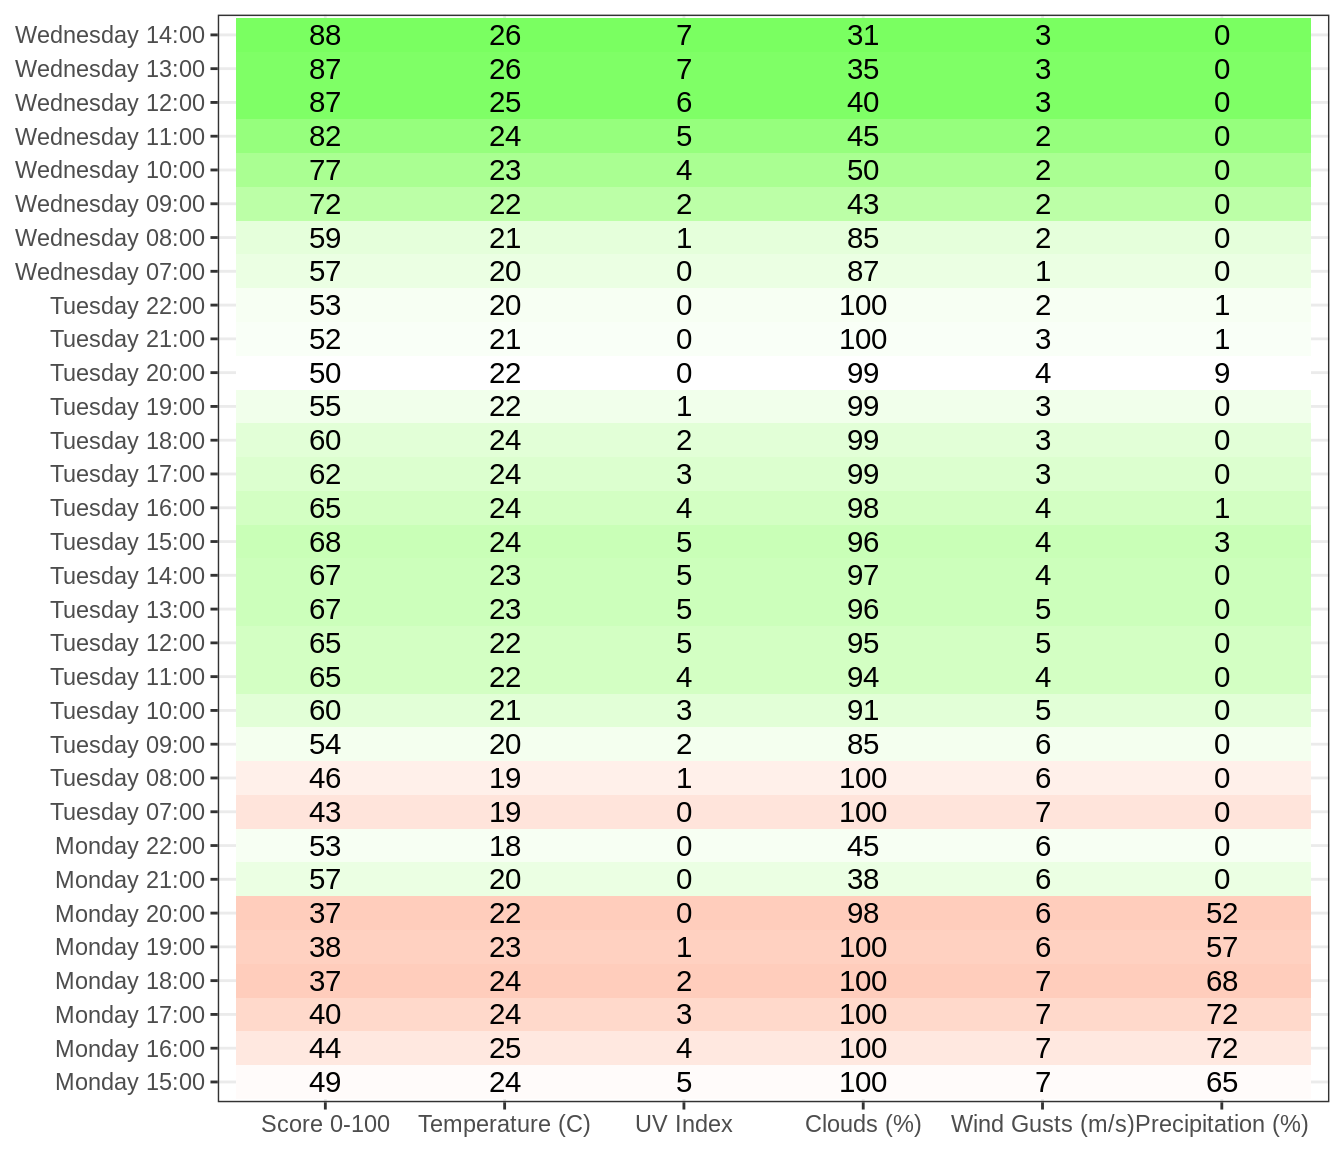 Wednesday 14:00 88 26 7 31 3 0
Wednesday 13:00 87 26 7 35 3 0
Wednesday 12:00 87 25 6 40 3 0
Wednesday 11:00 82 24 5 45 2 0
Wednesday 10:00 77 23 4 50 2 0
Wednesday 09:00 72 22 2 43 2 0
Wednesday 08:00 59 21 1 85 2 0
Wednesday 07:00 57 20 0 87 1 0
Tuesday 22:00 53 20 0 100 2 1
Tuesday 21:00 52 21 0 100 3 1
Tuesday 20:00 50 22 0 99 4 9
Tuesday 19:00 55 22 1 99 3 0
Tuesday 18:00 60 24 2 99 3 0
Tuesday 17:00 62 24 3 99 3 0
Tuesday 16:00 65 24 4 98 4 1
Tuesday 15:00 68 24 5 96 4 3
Tuesday 14:00 67 23 5 97 4 0
Tuesday 13:00 67 23 5 96 5 0
Tuesday 12:00 65 22 5 95 5 0
Tuesday 11:00 65 22 4 94 4 0
Tuesday 10:00 60 21 3 91 5 0
Tuesday 09:00 54 20 2 85 6 0
Tuesday 08:00 46 19 1 100 6 0
Tuesday 07:00 43 19 0 100 7 0
Monday 22:00 53 18 0 45 6 0
Monday 21:00 57 20 0 38 6 0
Monday 20:00 37 22 0 98 6 52
Monday 19:00 38 23 1 100 6 57
Monday 18:00 37 24 2 100 7 68
Monday 17:00 40 24 3 100 7 72
Monday 16:00 44 25 4 100 7 72
Monday 15:00 49 24 5 100 7 65
Score 0-100 Temperature (C) UV Index Clouds (%) Wind Gusts (m/s) Precipitation (%)